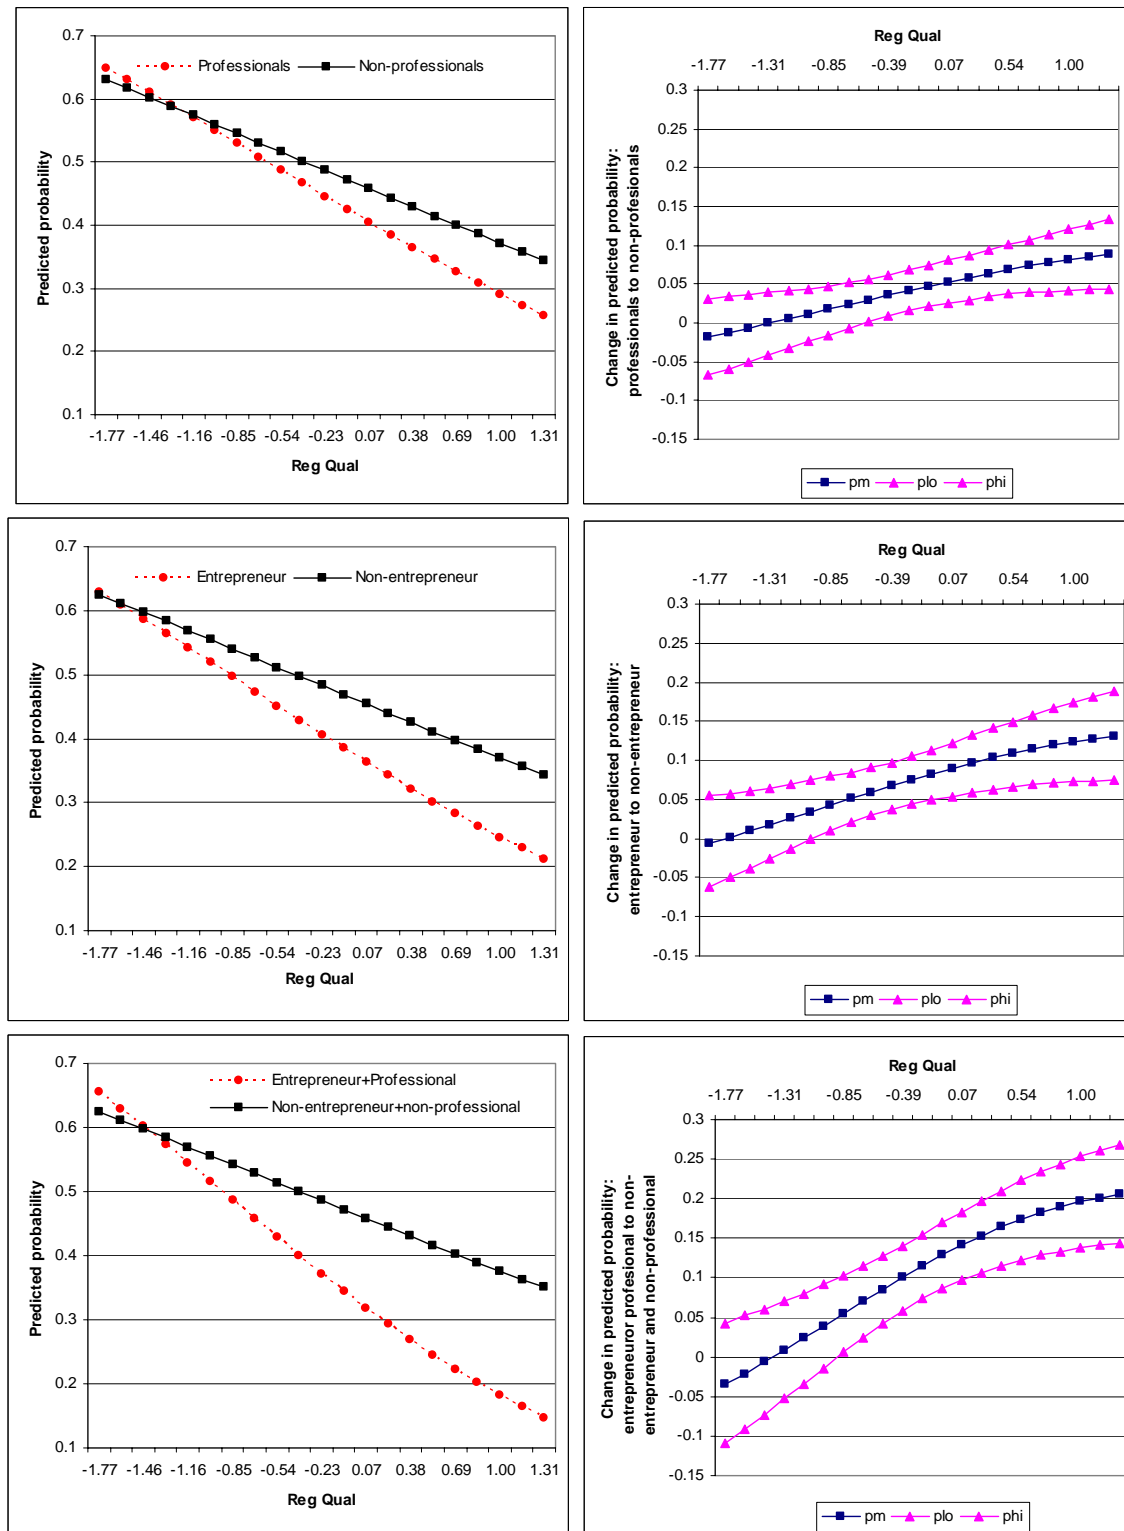 0.7
0.6
0.5
0.4
0.3
0.2
0.1
Predicted probability
Professionals Non-professionals
-1.77 -1.46 -1.16 -0.85 -0.54 -0.23 0.07 0.38 0.69 1.00 1.31
Reg Qual
Reg Qual
-1.77 -1.31 -0.85 -0.39 0.07 0.54 1.00
0.3
0.25
0.2
0.15
0.1
0.05
0
-0.05
-0.1
-0.15
Change in predicted probability:
professionals to non-profesionals
pm plo phi
0.7
0.6
0.5
0.4
0.3
0.2
0.1
Predicted probability
Entrepreneur Non-entrepreneur
-1.77 -1.46 -1.16 -0.85 -0.54 -0.23 0.07 0.38 0.69 1.00 1.31
Reg Qual
Reg Qual
-1.77 -1.31 -0.85 -0.39 0.07 0.54 1.00
0.3
0.25
0.2
0.15
0.1
0.05
0
-0.05
-0.1
-0.15
Change in predicted probability:
entrepreneur to non-entrepreneur
pm plo phi
0.7
0.6
0.5
0.4
0.3
0.2
0.1
Predicted probability
Entrepreneur+Professional
Non-entrepreneur+non-professional
-1.77 -1.46 -1.16 -0.85 -0.54 -0.23 0.07 0.38 0.69 1.00 1.31
Reg Qual
Reg Qual
-1.77 -1.31 -0.85 -0.39 0.07 0.54 1.00
0.3
0.25
0.2
0.15
0.1
0.05
0
-0.05
-0.1
-0.15
Change in predicted probability:
entrepreneuror profesional to non-
entrepreneur and non-professional
pm plo phi